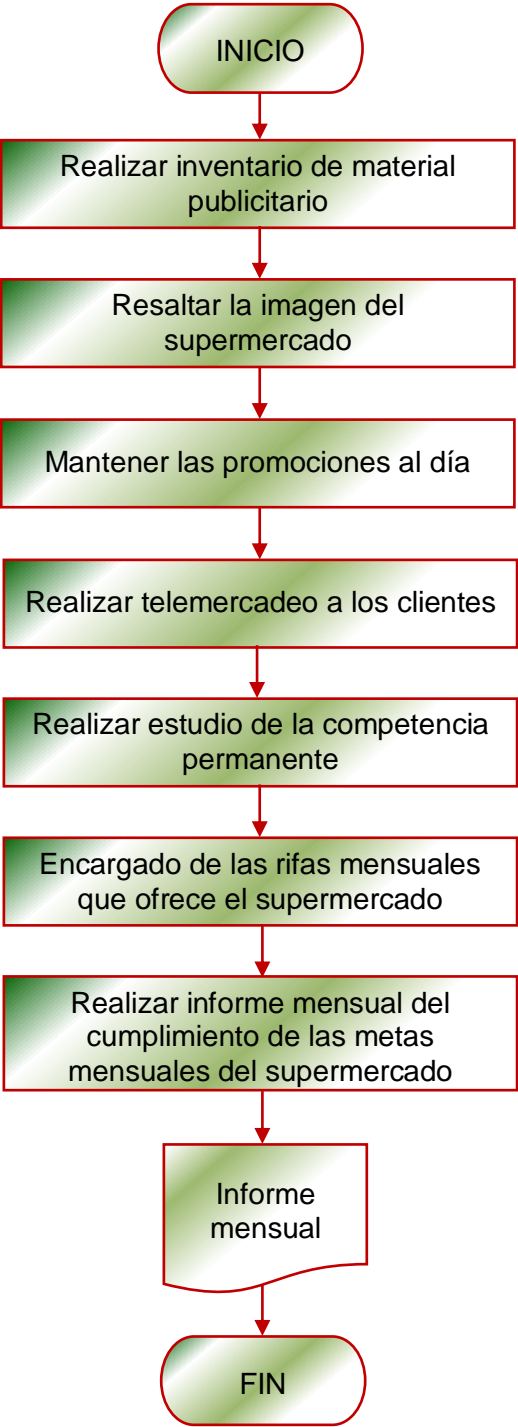 INICIO
Realizar inventario de material
publicitario
Resaltar la imagen del
supermercado
Mantener las promociones al día
Realizar telemercadeo a los clientes
Realizar estudio de la competencia
permanente
Encargado de las rifas mensuales
que ofrece el supermercado
Realizar informe mensual del
cumplimiento de las metas
mensuales del supermercado
Informe
mensual
FIN